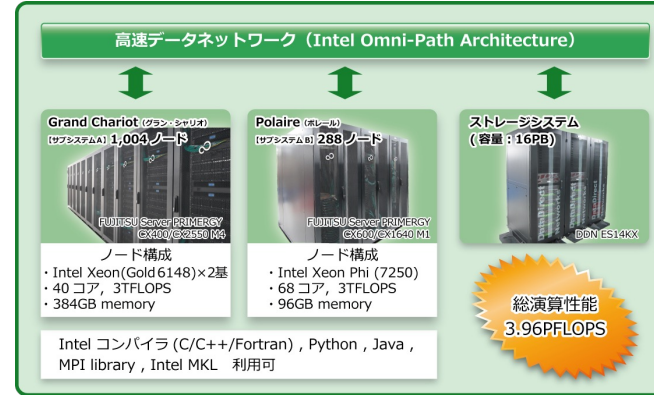 高速データネットワーク（Intel Omni-Path Architecture）
Grand Chariot (グラン・シャリオ)
【サブシステムA】1,004ノード
FUJITSU Server PRIMERGY
CX400/CX2550 M4
ノード構成
・Intel Xeon(Gold 6148)×2基
・40 コア，3TFLOPS
・384GB memory
Polaire (ポレール)
【サブシステム B】288 ノード
FUJITSU Server PRIMERGY
CX600/CX1640 M1
ノード構成
・Intel Xeon Phi (7250)
・68 コア，3TFLOPS
・96GB memory
ストレージシステム
(容量：16PB)
DataDirect
DataDirect
DataDirect
DDN ES14KX
総演算性能
3.96PFLOPS
Intel コンパイラ (C/C++/Fortran) , Python , Java ,
MPI library , Intel MKL　利用可